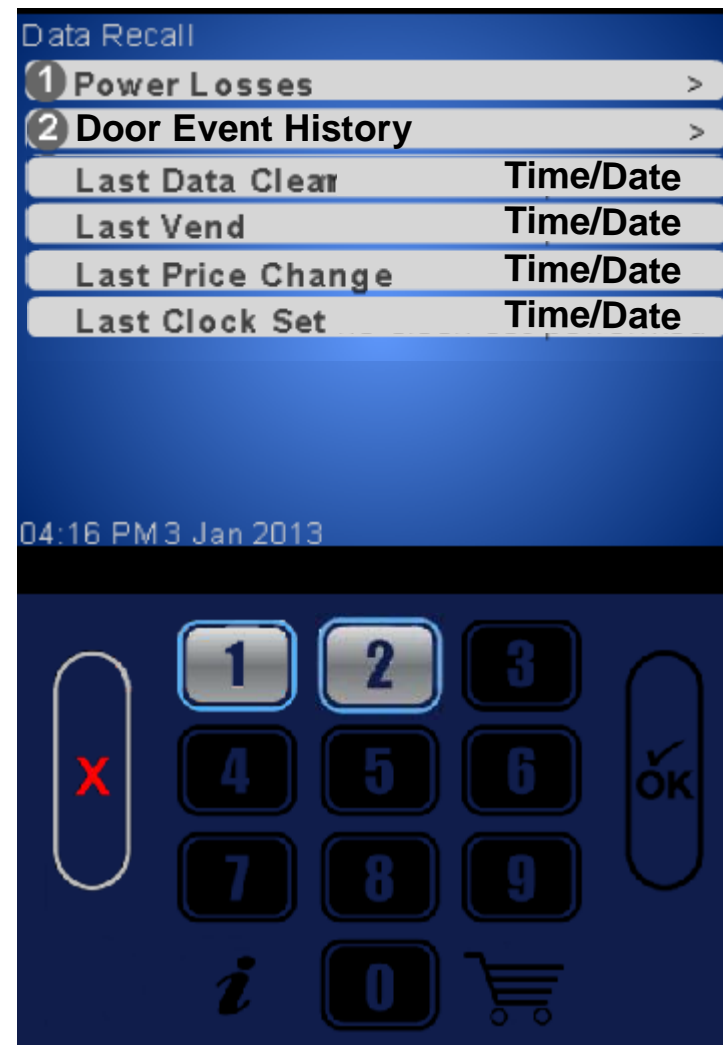 Data Recall
1 Power Losses >
2 Door Event History >
Last Data Clear Time/Date
Last Vend Time/Date
Last Price Change Time/Date
Last Clock Set Time/Date
04:16 PM 3 Jan 2013
1 2 3
X 4 5 6 OK
7 8 9
i 0